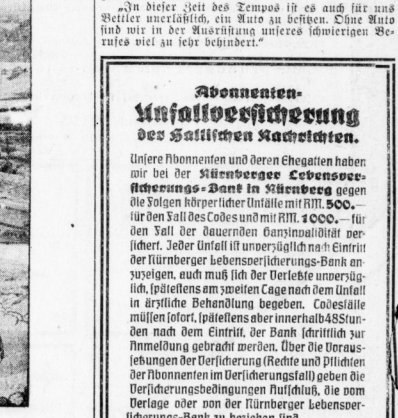 „In dieser Zeit des Tempos ist es auch für uns
Bettler unerläßlich, ein Auto zu besitzen. Ohne Auto
sind wir in der Ausrüstung unseres schwierigen Be-
rufes viel zu sehr behindert.“
Abonnenten-
Unfallversicherung
der Hallischen Nachrichten.
Unsere Abonnenten und deren Ehegatten haben
wir bei der Nürnberger Lebensver-
sicherungs-Bank in Nürnberg gegen
die Folgen körperlicher Unfälle mit RM. 500.—
für den Fall des Todes und mit RM. 1000.— für
den Fall der dauernden Ganzinvalidität ver-
sichert. Jeder Unfall ist unverzüglich nach Eintritt
der Nürnberger Lebensversicherungs-Bank an-
zuzeigen, auch muß sich der Verletzte unverzüg-
lich, spätestens am zweiten Tage nach dem Unfall
in ärztliche Behandlung begeben. Todesfälle
müssen sofort, spätestens aber innerhalb 48 Stun-
den nach dem Eintritt, der Bank schriftlich zur
Anmeldung gebracht werden. Über die Voraus-
setzungen der Versicherung (Rechte und Pflichten
der Abonnenten im Versicherungsfall) geben die
Versicherungsbedingungen Aufschluß, die vom
Verlage oder von der Nürnberger Lebensver-
sicherungs-Bank zu beziehen sind.